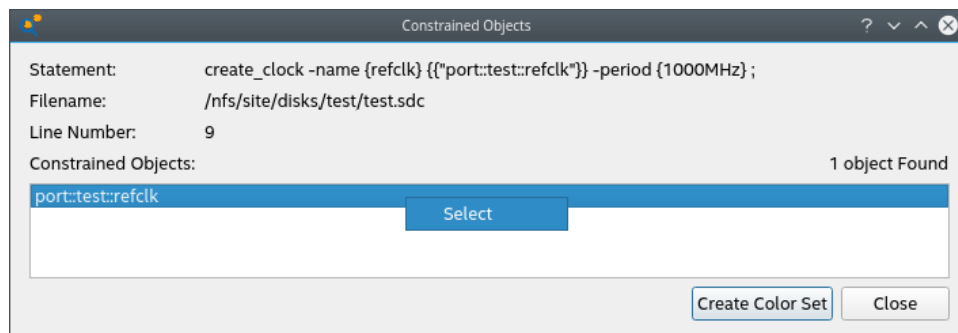 Constrained Objects
Statement: create_clock -name {refclk} {{"port::test::refclk"}} -period {1000MHz} ;
Filename: /nfs/site/disks/test/test.sdc
Line Number: 9
Constrained Objects: 1 object Found
port::test::refclk
Select
Create Color Set Close